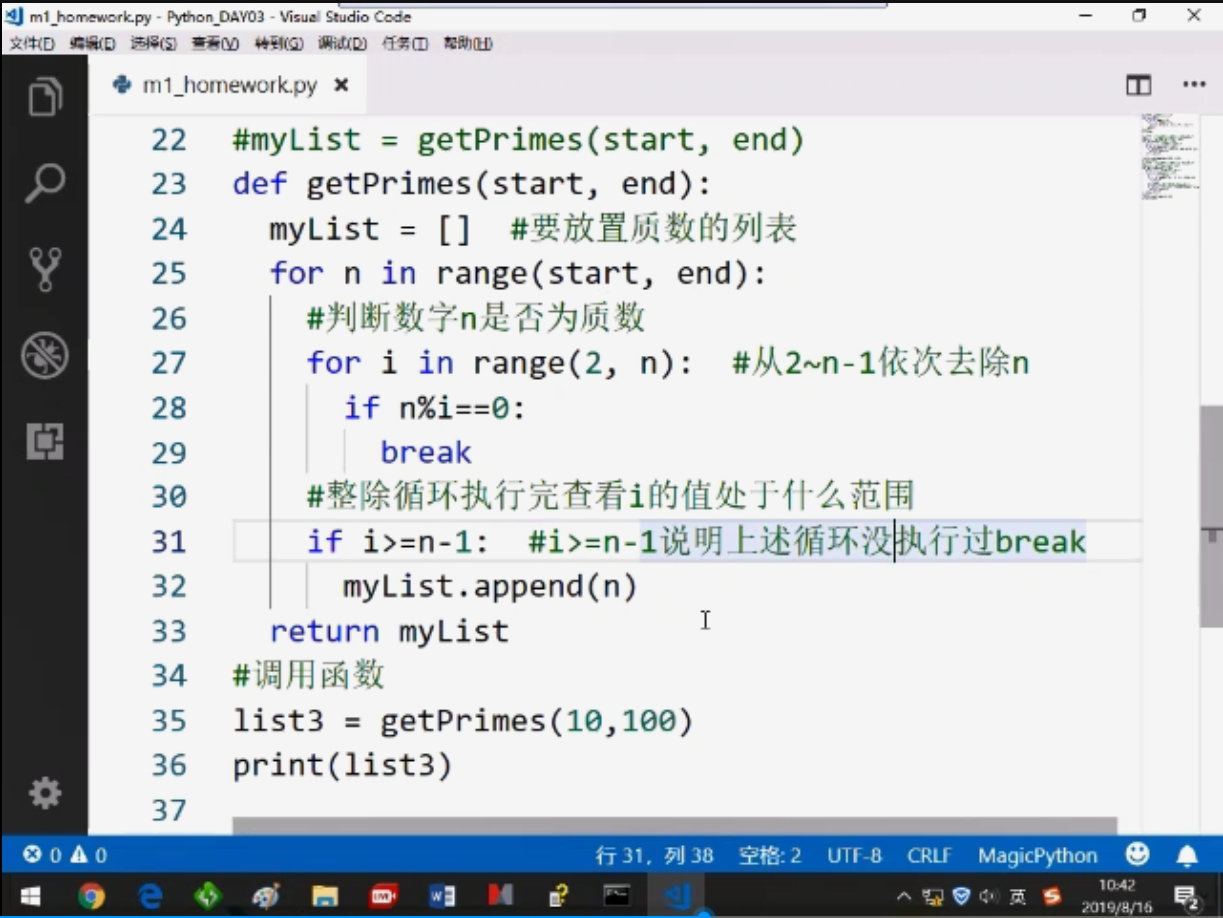 m1_homework.py - Python_DAY03 - Visual Studio Code
文件(F) 编辑(E) 选择(S) 查看(V) 转到(G) 调试(D) 任务(T) 帮助(H)
m1_homework.py
22 #myList = getPrimes(start, end)
23 def getPrimes(start, end):
24 myList = [] #要放置质数的列表
25 for n in range(start, end):
26 #判断数字n是否为质数
27 for i in range(2, n): #从2~n-1依次去除n
28 if n%i==0:
29 break
30 #整除循环执行完查看i的值处于什么范围
31 if i>=n-1: #i>=n-1说明上述循环没执行过break
32 myList.append(n)
33 return myList
34 #调用函数
35 list3 = getPrimes(10,100)
36 print(list3)
37
0 0 行 31, 列 38 空格: 2 UTF-8 CRLF MagicPython
LIVE 英 10:42
2019/8/16 2